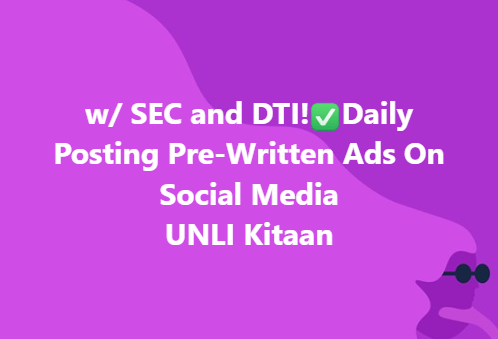 w/ SEC and DTI!✅Daily
Posting Pre-Written Ads On
Social Media
UNLI Kitaan